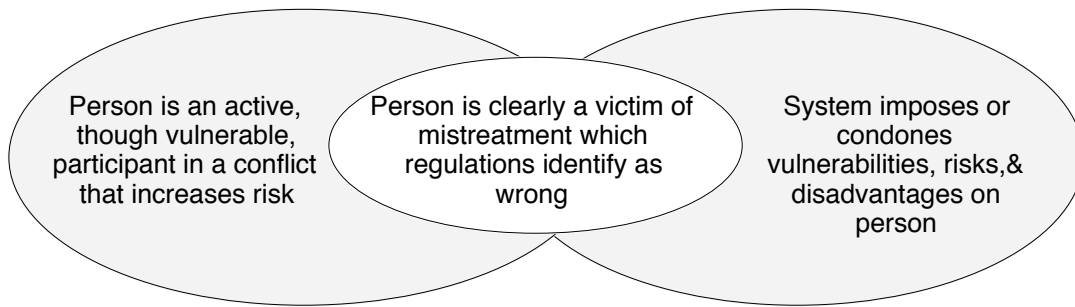 Person is an active,
though vulnerable,
participant in a conflict
that increases risk
Person is clearly a victim of
mistreatment which
regulations identify as
wrong
System imposes or
condones
vulnerabilities, risks,&
disadvantages on
person